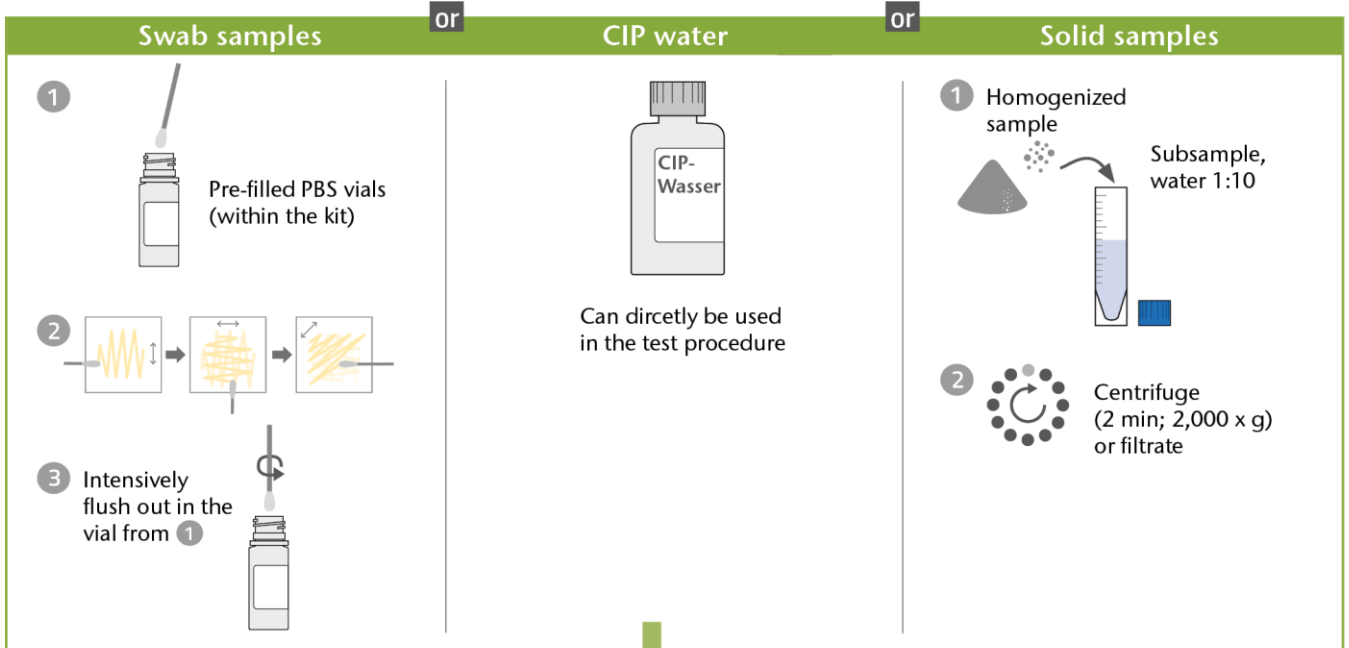 or
or
Swab samples
CIP water
Solid samples
1
Pre-filled PBS vials
(within the kit)
2
3 Intensively
flush out in the
vial from 1
CIP-
Wasser
Can dircetly be used
in the test procedure
1 Homogenized
sample
Subsample,
water 1:10
2
Centrifuge
(2 min; 2,000 x g)
or filtrate